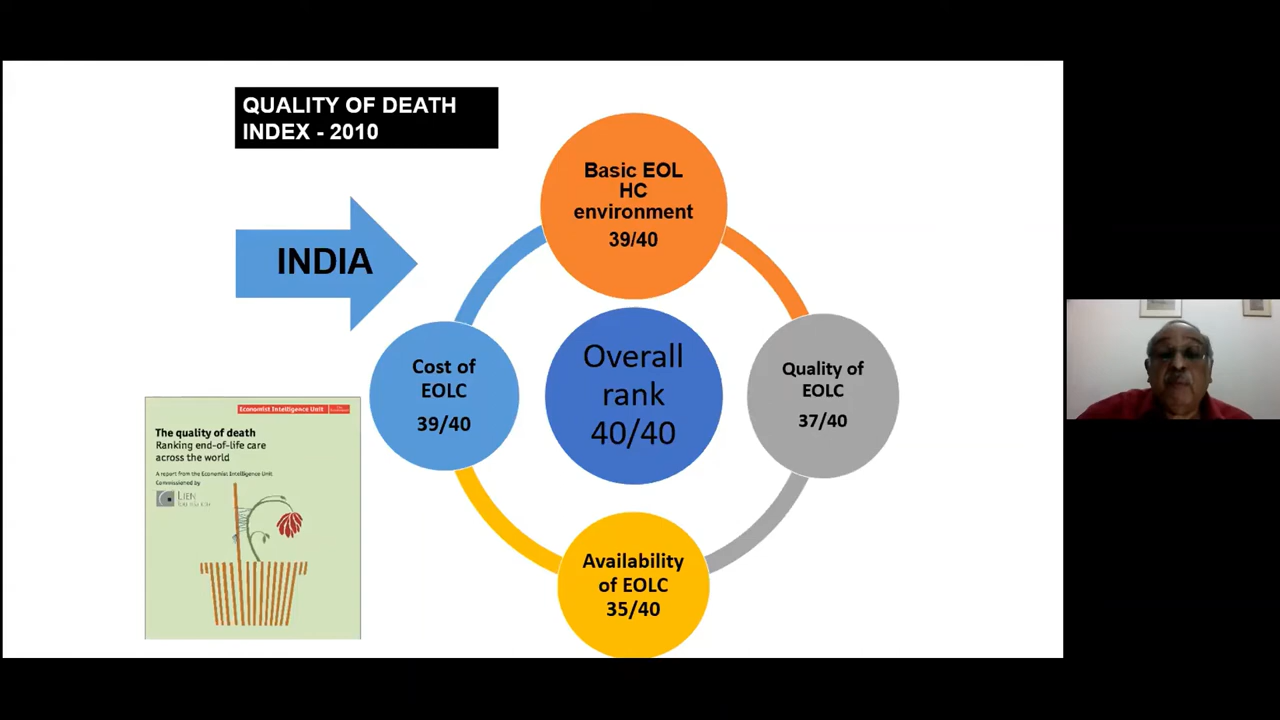 QUALITY OF DEATH
INDEX - 2010
INDIA
Basic EOL
HC
environment
39/40
Cost of
EOLC
39/40
Overall
rank
40/40
Quality of
EOLC
37/40
Availability
of EOLC
35/40
Economist Intelligence Unit
The quality of death
Ranking end-of-life care
across the world
A report from the Economist Intelligence Unit
Commissioned by
LIEN